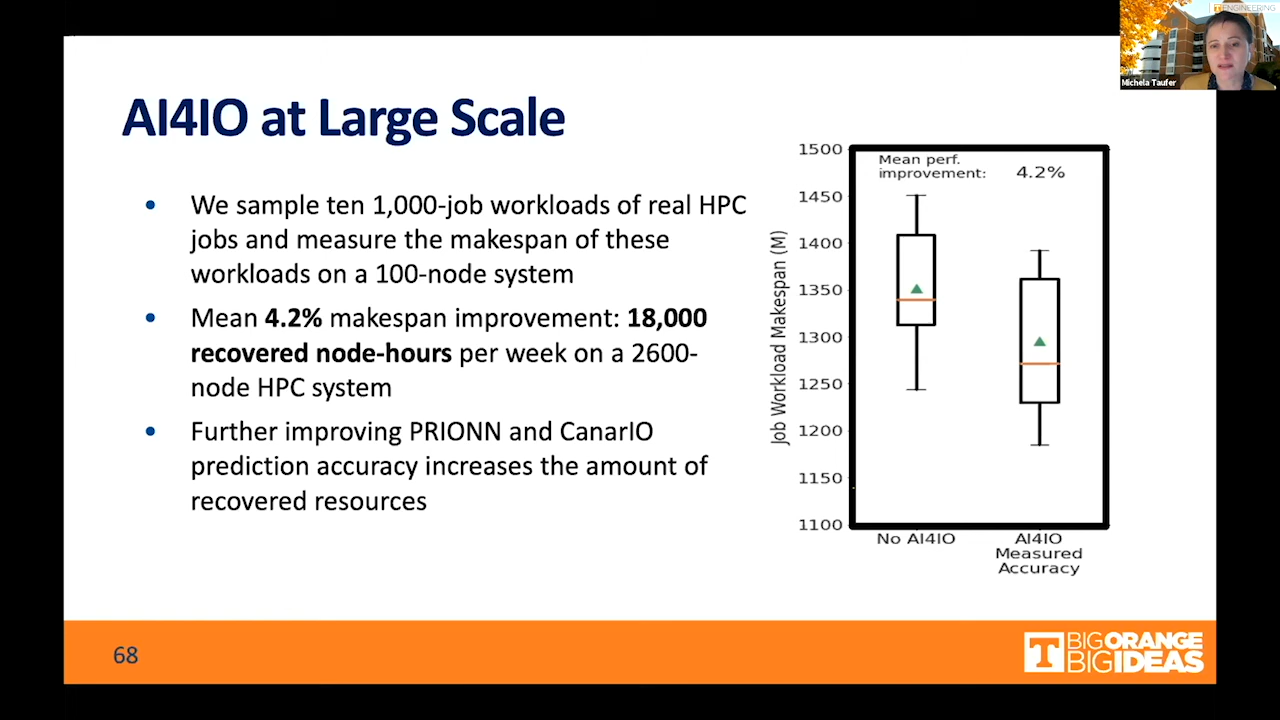 ENGINEERING
Michela Taufer
AI4IO at Large Scale
• We sample ten 1,000-job workloads of real HPC
jobs and measure the makespan of these
workloads on a 100-node system
• Mean 4.2% makespan improvement: 18,000
recovered node-hours per week on a 2600-
node HPC system
• Further improving PRIONN and CanarIO
prediction accuracy increases the amount of
recovered resources
Mean perf.
improvement: 4.2%
Job Workload Makespan (M)
1500
1450
1400
1350
1300
1250
1200
1150
1100
No AI4IO
AI4IO
Measured
Accuracy
68
T BIGORANGE
BIGIDEAS